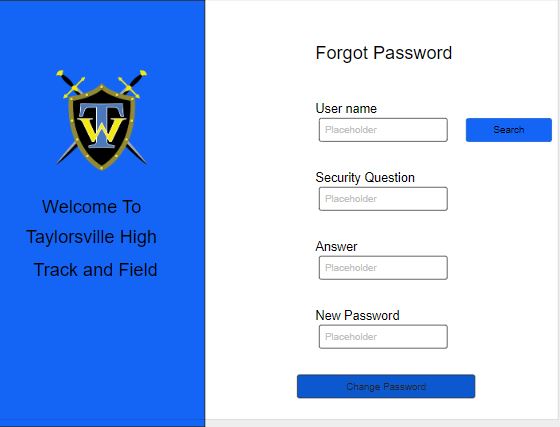 TW
Welcome To
Taylorsville High
Track and Field
Forgot Password
User name
Placeholder
Search
Security Question
Placeholder
Answer
Placeholder
New Password
Placeholder
Change Password